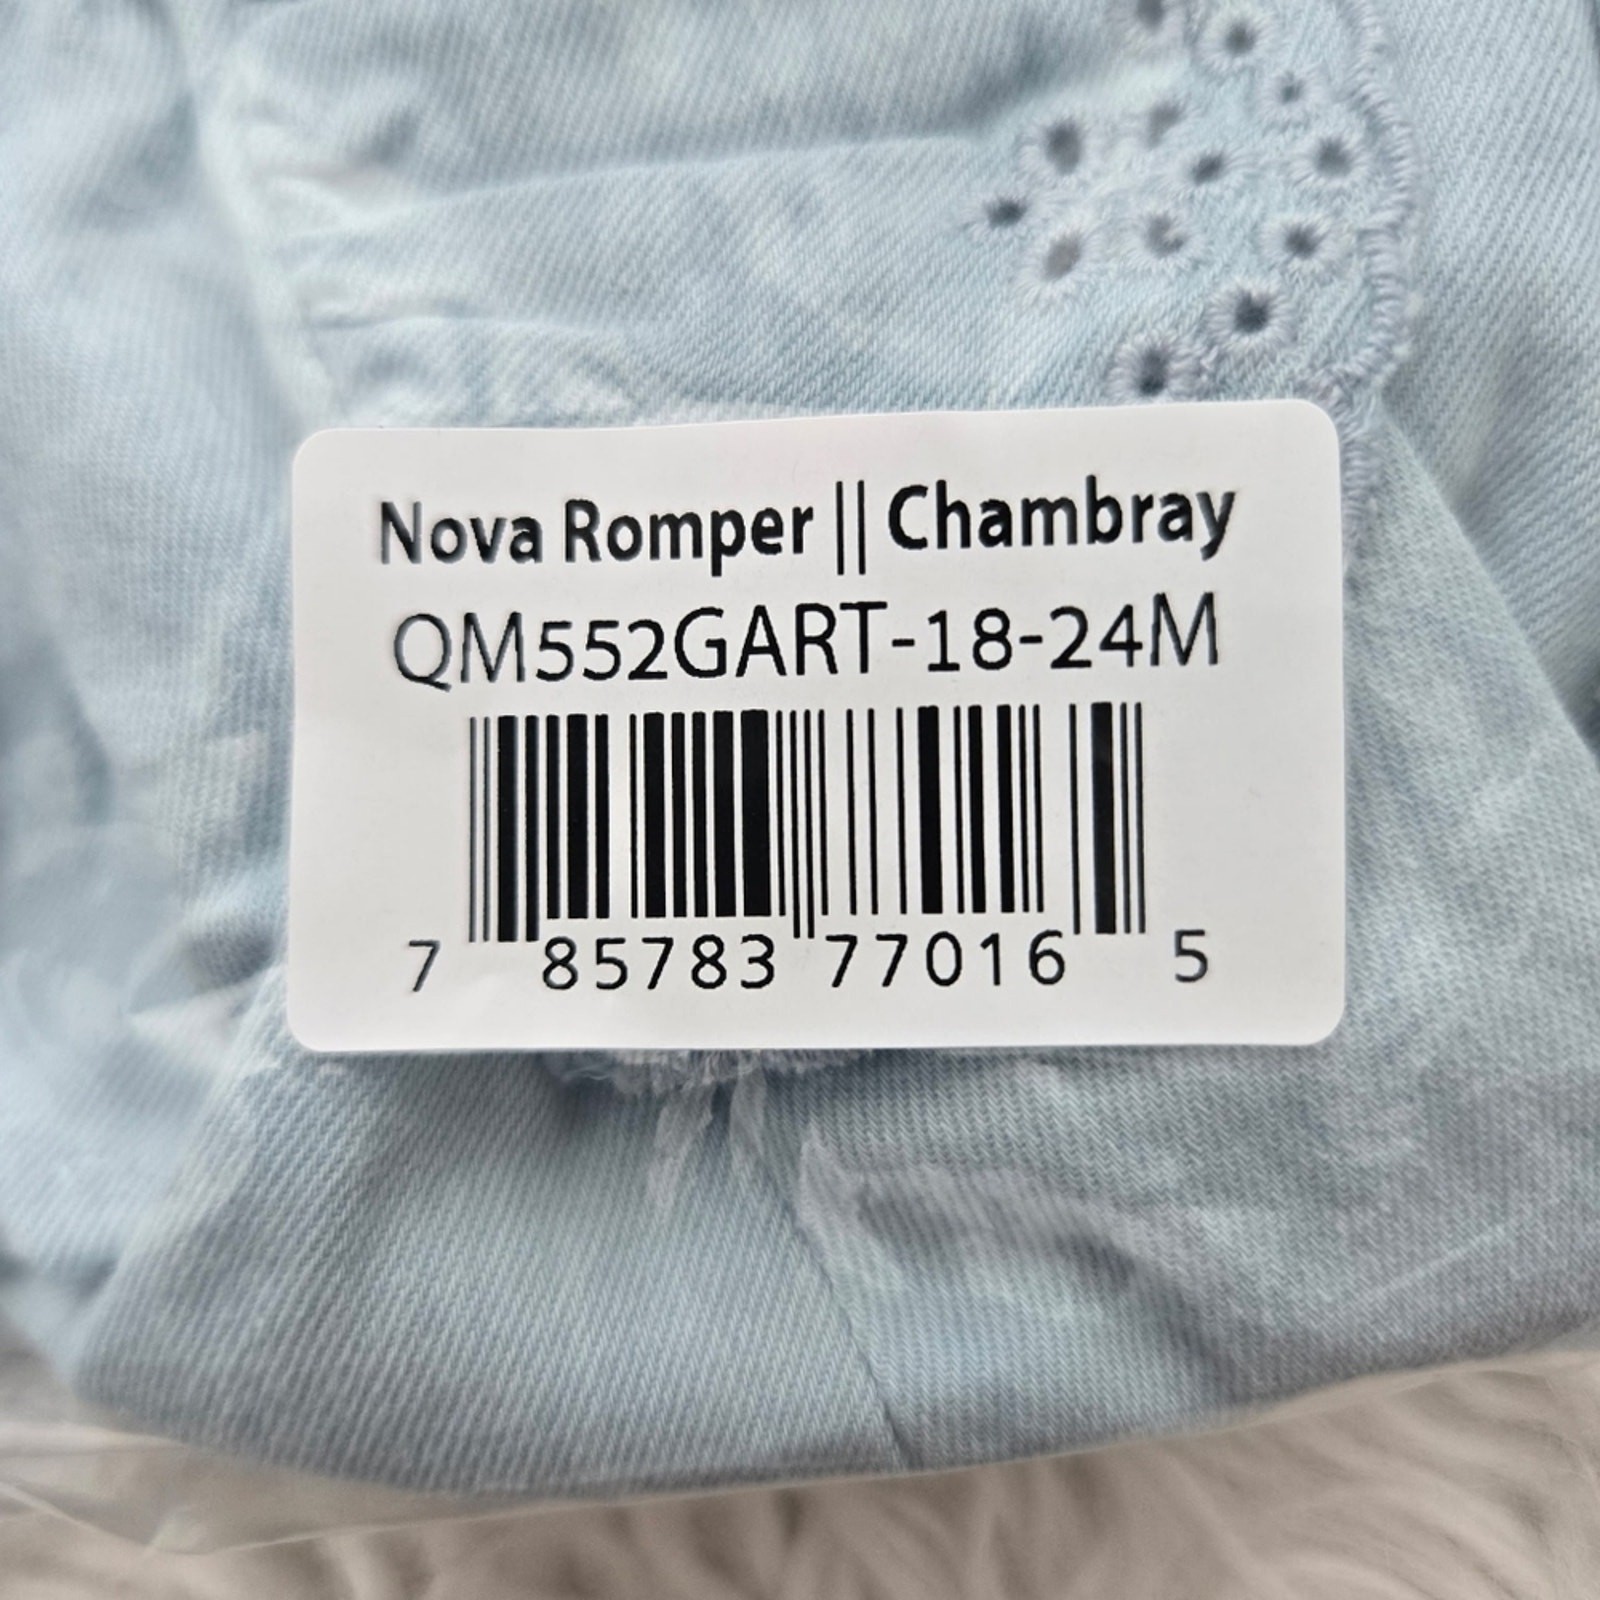 Nova Romper || Chambray
QM552GART-18-24M
7 85783 77016 5